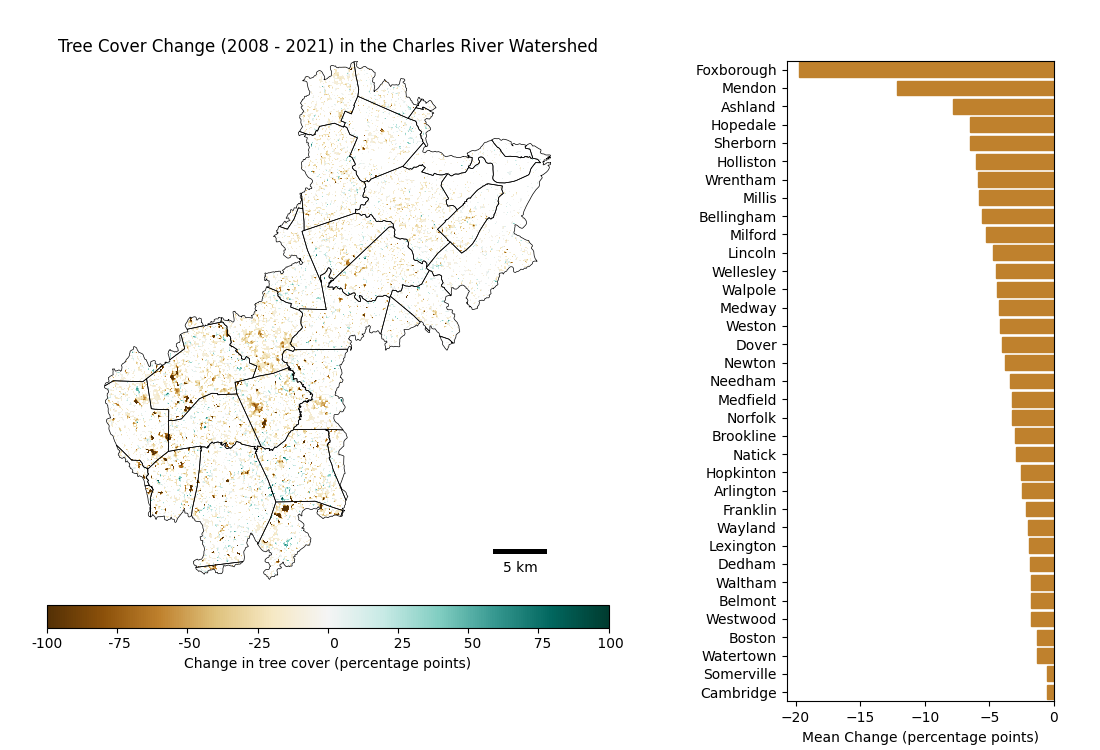 Tree Cover Change (2008 - 2021) in the Charles River Watershed
5 km
-100 -75 -50 -25 0 25 50 75 100
Change in tree cover (percentage points)
Foxborough
Mendon
Ashland
Hopedale
Sherborn
Holliston
Wrentham
Millis
Bellingham
Milford
Lincoln
Wellesley
Walpole
Medway
Weston
Dover
Newton
Needham
Medfield
Norfolk
Brookline
Natick
Hopkinton
Arlington
Franklin
Wayland
Lexington
Dedham
Waltham
Belmont
Westwood
Boston
Watertown
Somerville
Cambridge
−20 −15 −10 −5 0
Mean Change (percentage points)